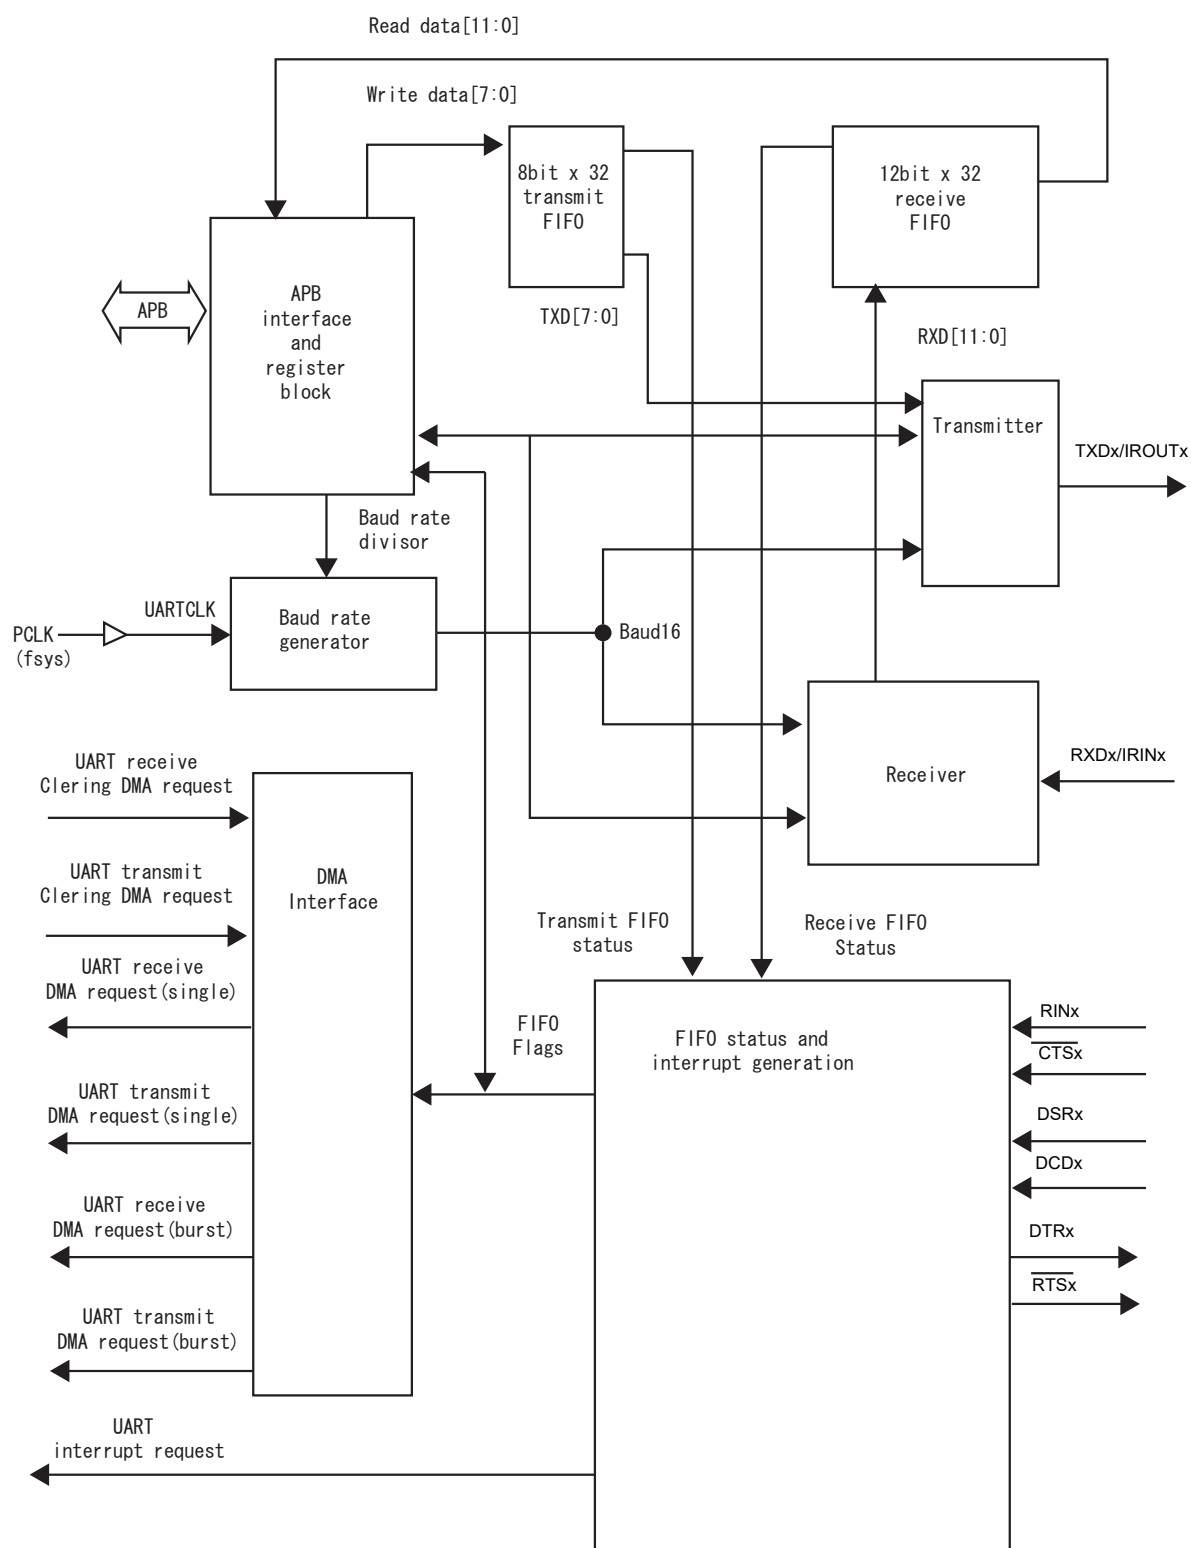 Read data[11:0]
Write data[7:0]
8bit x 32
transmit
FIFO
12bit x 32
receive
FIFO
APB
APB
interface
and
register
block
TXD[7:0]
RXD[11:0]
Transmitter
TXDx/IROUTx
Baud rate
divisor
UARTCLK
PCLK
(fsys)
Baud rate
generator
Baud16
Receiver
RXDx/IRINx
UART receive
Clering DMA request
UART transmit
Clering DMA request
DMA
Interface
UART receive
DMA request(single)
UART transmit
DMA request(single)
UART receive
DMA request(burst)
UART transmit
DMA request(burst)
UART
interrupt request
Transmit FIFO
status
Receive FIFO
Status
FIFO
Flags
FIFO status and
interrupt generation
RINx
CTSx
DSRx
DCDx
DTRx
RTSx